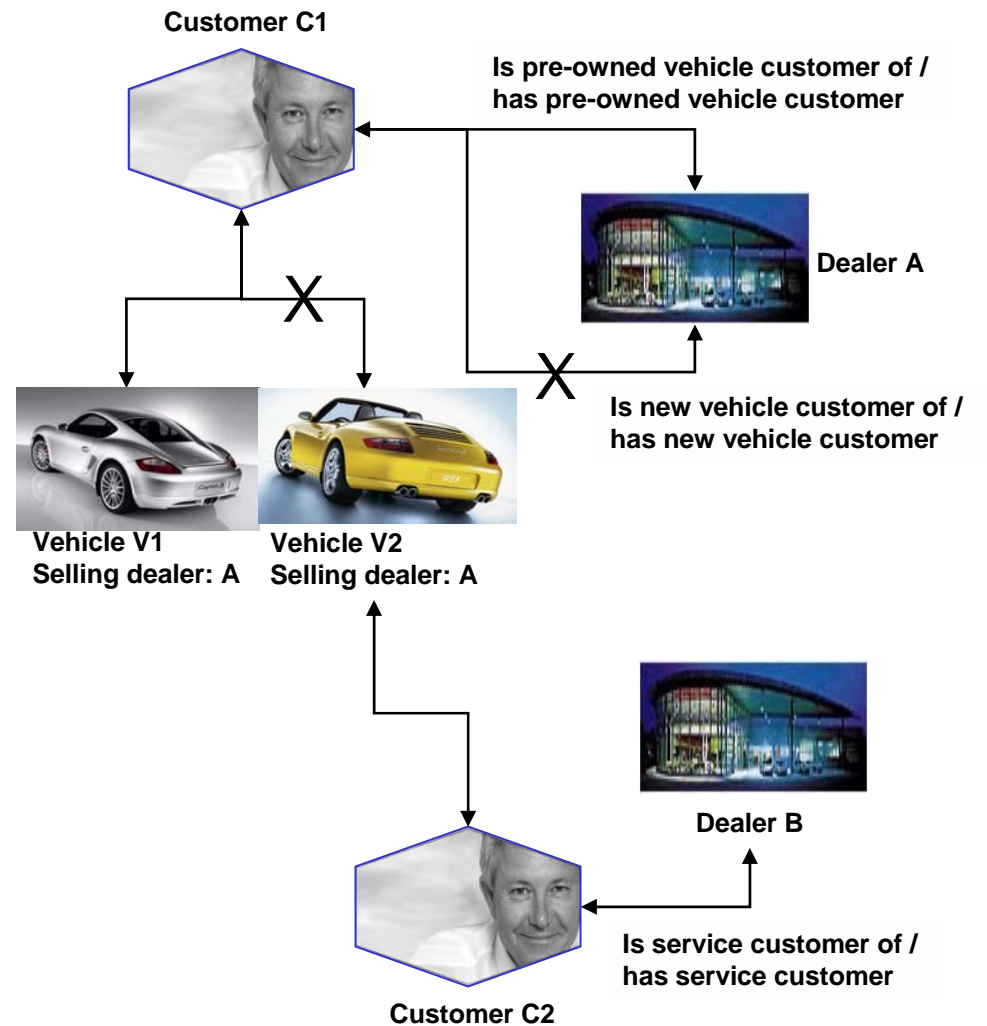 Customer C1
Is pre-owned vehicle customer of /
has pre-owned vehicle customer
Dealer A
X
X
Is new vehicle customer of /
has new vehicle customer
Vehicle V1
Selling dealer: A
Vehicle V2
Selling dealer: A
Dealer B
Is service customer of /
has service customer
Customer C2